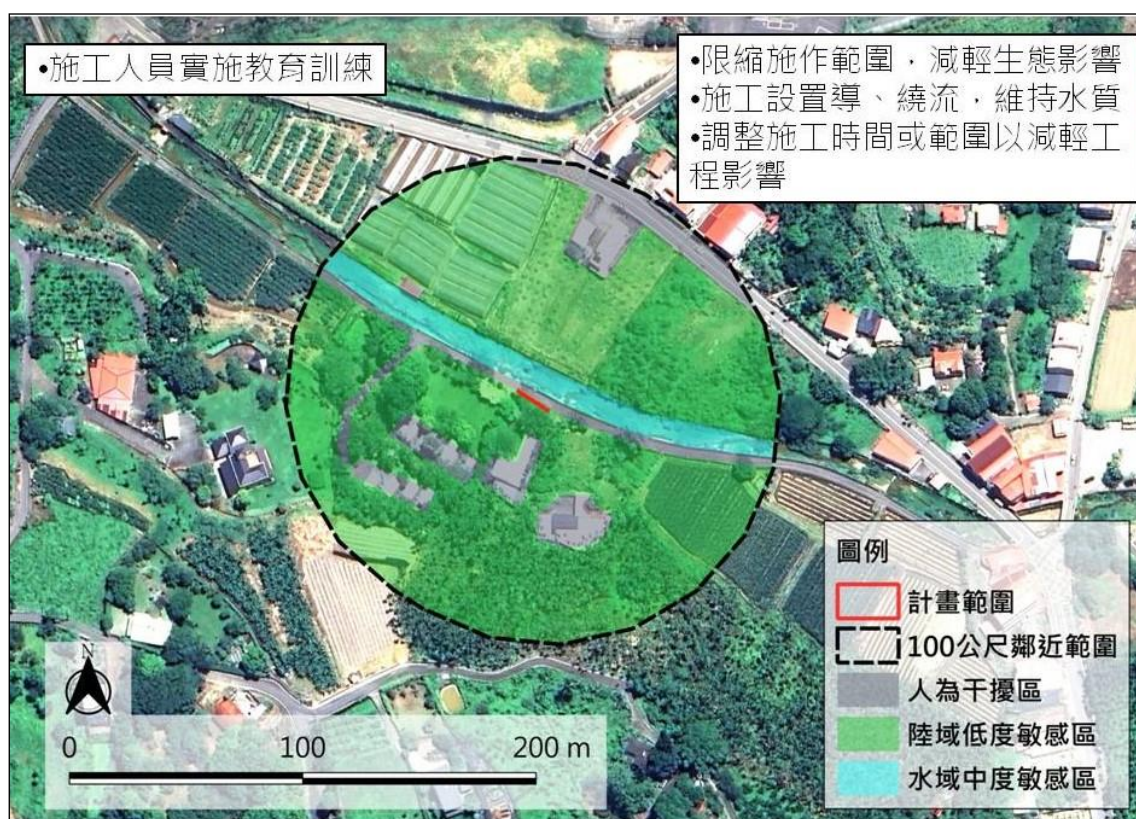 •施工人員實施教育訓練
•限縮施作範圍，減輕生態影響
•施工設置導、繞流，維持水質
•調整施工時間或範圍以減輕工
程影響
圖例
計畫範圍
100公尺鄰近範圍
人為干擾區
陸域低度敏感區
水域中度敏感區
N
0 100 200 m